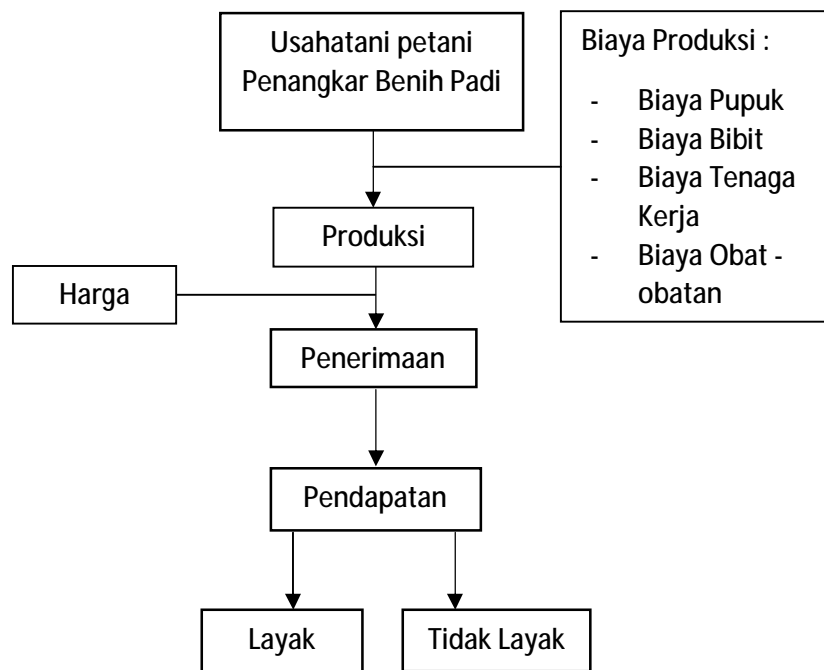 Usahatani petani
Penangkar Benih Padi
Biaya Produksi :
- Biaya Pupuk
- Biaya Bibit
- Biaya Tenaga
Kerja
- Biaya Obat -
obatan
Produksi
Harga
Penerimaan
Pendapatan
Layak
Tidak Layak